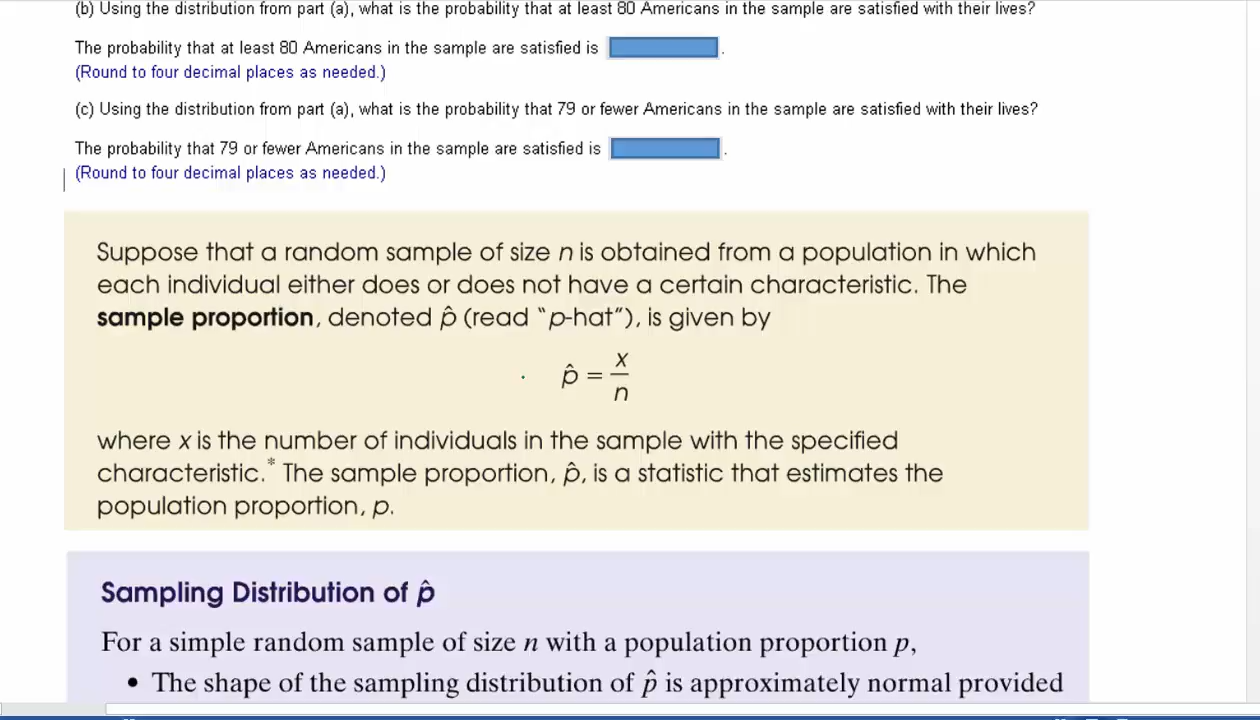 (b) Using the distribution from part (a), what is the probability that at least 80 Americans in the sample are satisfied with their lives?
The probability that at least 80 Americans in the sample are satisfied is .
(Round to four decimal places as needed.)
(c) Using the distribution from part (a), what is the probability that 79 or fewer Americans in the sample are satisfied with their lives?
The probability that 79 or fewer Americans in the sample are satisfied is .
(Round to four decimal places as needed.)
Suppose that a random sample of size n is obtained from a population in which
each individual either does or does not have a certain characteristic. The
sample proportion, denoted p̂ (read “p-hat”), is given by
p̂ = x/n
where x is the number of individuals in the sample with the specified
characteristic.* The sample proportion, p̂, is a statistic that estimates the
population proportion, p.
Sampling Distribution of p̂
For a simple random sample of size n with a population proportion p,
• The shape of the sampling distribution of p̂ is approximately normal provided